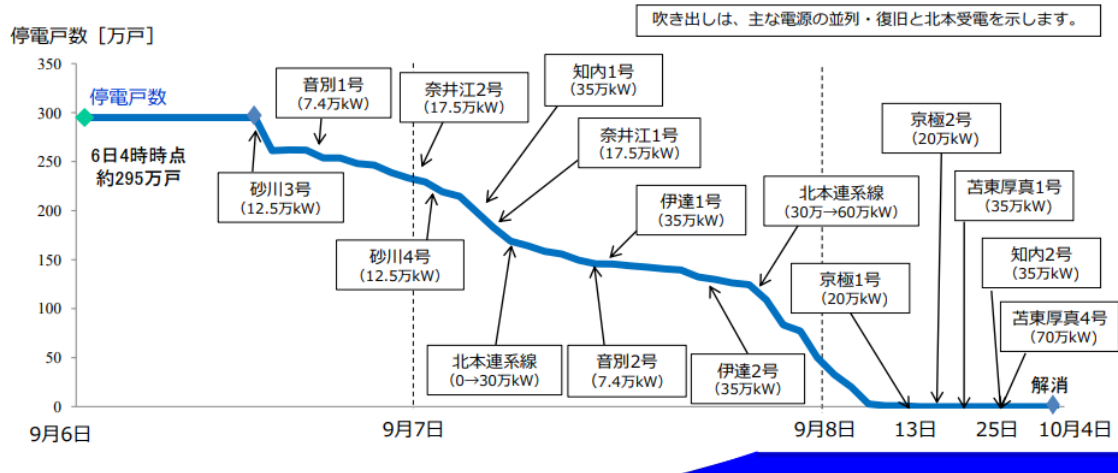 吹き出しは、主な電源の並列・復旧と北本受電を示します。
停電戸数［万戸］
350
300
250
200
150
100
50
0
停電戸数
6日4時時点
約295万戸
砂川3号
（12.5万kW）
音別1号
（7.4万kW）
奈井江2号
（17.5万kW）
砂川4号
（12.5万kW）
知内1号
（35万kW）
奈井江1号
（17.5万kW）
北本連系線
（0→30万kW）
音別2号
（7.4万kW）
伊達1号
（35万kW）
伊達2号
（35万kW）
北本連系線
（30万→60万kW）
京極1号
（20万kW）
京極2号
（20万kW）
苫東厚真1号
（35万kW）
知内2号
（35万kW）
苫東厚真4号
（70万kW）
解消
9月6日
9月7日
9月8日
13日
25日
10月4日